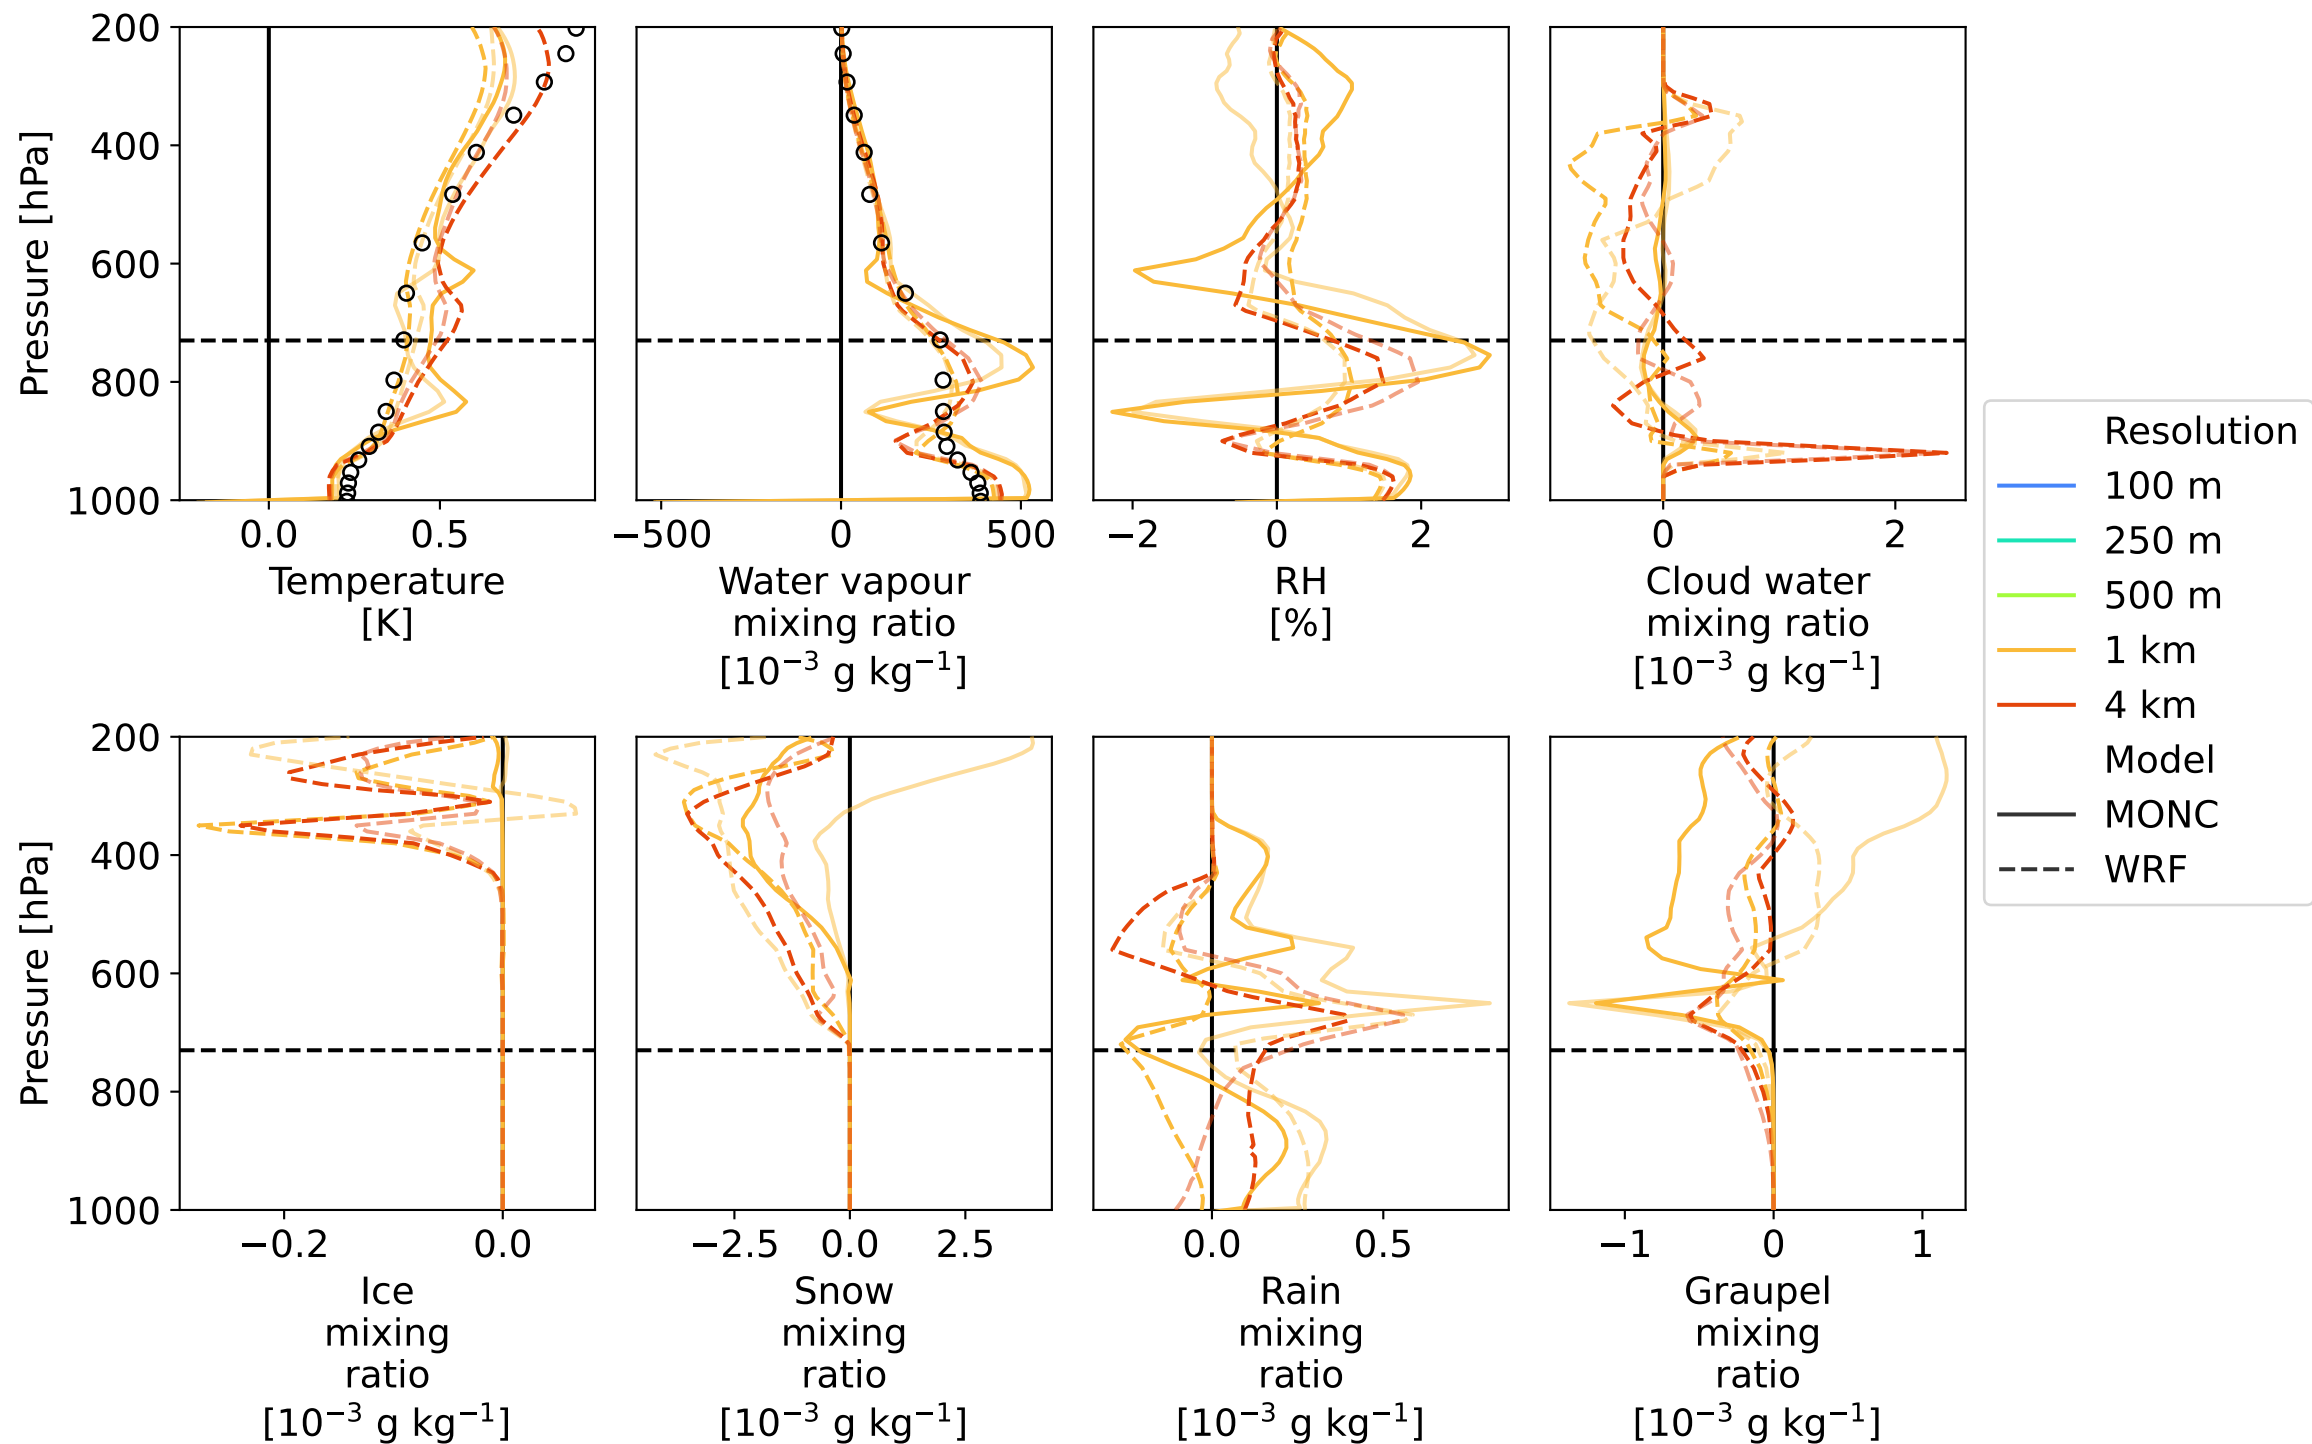 200
400
600
800
1000
Pressure [hPa]
0.0 0.5
Temperature
[K]
−500 0 500
Water vapour
mixing ratio
[10⁻³ g kg⁻¹]
−2 0 2
RH
[%]
0 2
Cloud water
mixing ratio
[10⁻³ g kg⁻¹]
Resolution
100 m
250 m
500 m
1 km
4 km
Model
MONC
WRF
200
400
600
800
1000
Pressure [hPa]
−0.2 0.0
Ice
mixing
ratio
[10⁻³ g kg⁻¹]
−2.5 0.0 2.5
Snow
mixing
ratio
[10⁻³ g kg⁻¹]
0.0 0.5
Rain
mixing
ratio
[10⁻³ g kg⁻¹]
−1 0 1
Graupel
mixing
ratio
[10⁻³ g kg⁻¹]